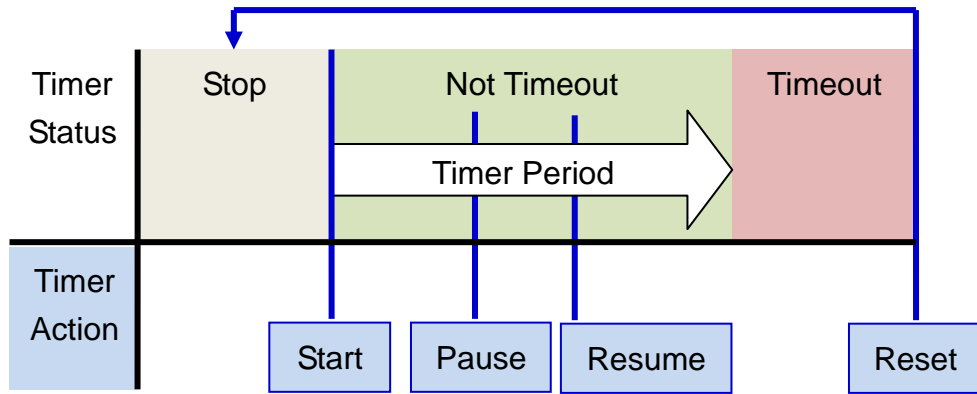 Timer
Status
Stop
Not Timeout
Timeout
Timer Period
Timer
Action
Start
Pause
Resume
Reset